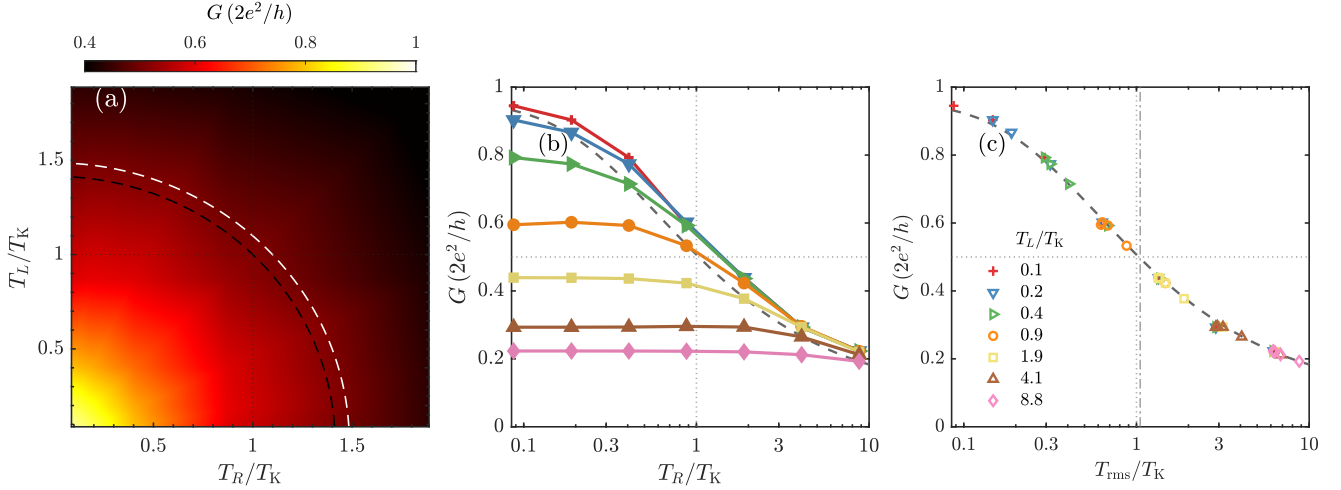 G (2e²/h)
0.4 0.6 0.8 1
(a)
1.5
1
0.5
T_L/T_K
0.5 1 1.5
T_R/T_K
1
0.8
0.6
0.4
0.2
0
G (2e²/h)
(b)
0.1 0.3 1 3 10
T_R/T_K
1
0.8
0.6
0.4
0.2
0
G (2e²/h)
(c)
T_L/T_K
0.1
0.2
0.4
0.9
1.9
4.1
8.8
0.1 0.3 1 3 10
T_rms/T_K